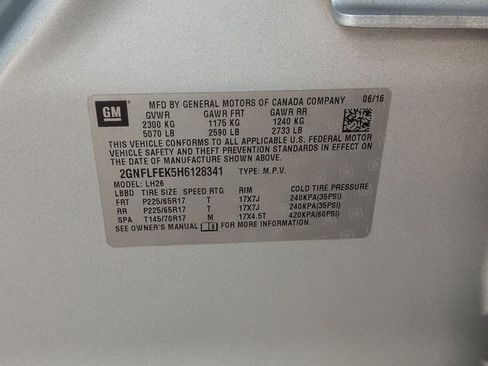 GM
MFD BY GENERAL MOTORS OF CANADA COMPANY 06/16
GVWR GAWR FRT GAWR RR
2300 KG 1175 KG 1240 KG
5070 LB 2590 LB 2733 LB
THIS VEHICLE CONFORMS TO ALL APPLICABLE U.S. FEDERAL MOTOR
VEHICLE SAFETY AND THEFT PREVENTION STANDARDS IN EFFECT ON
THE DATE OF MANUFACTURE SHOWN ABOVE.
2GNFLFEK5H6128341 TYPE: M.P.V.
MODEL: LH26
LBBD TIRE SIZE SPEED RTG RIM COLD TIRE PRESSURE
FRT P225/65R17 T 17X7J 240KPA(35PSI)
RR P225/65R17 T 17X7J 240KPA(35PSI)
SPA T145/70R17 M 17X4.5T 420KPA(60PSI)
SEE OWNER'S MANUAL FOR MORE INFORMATION.